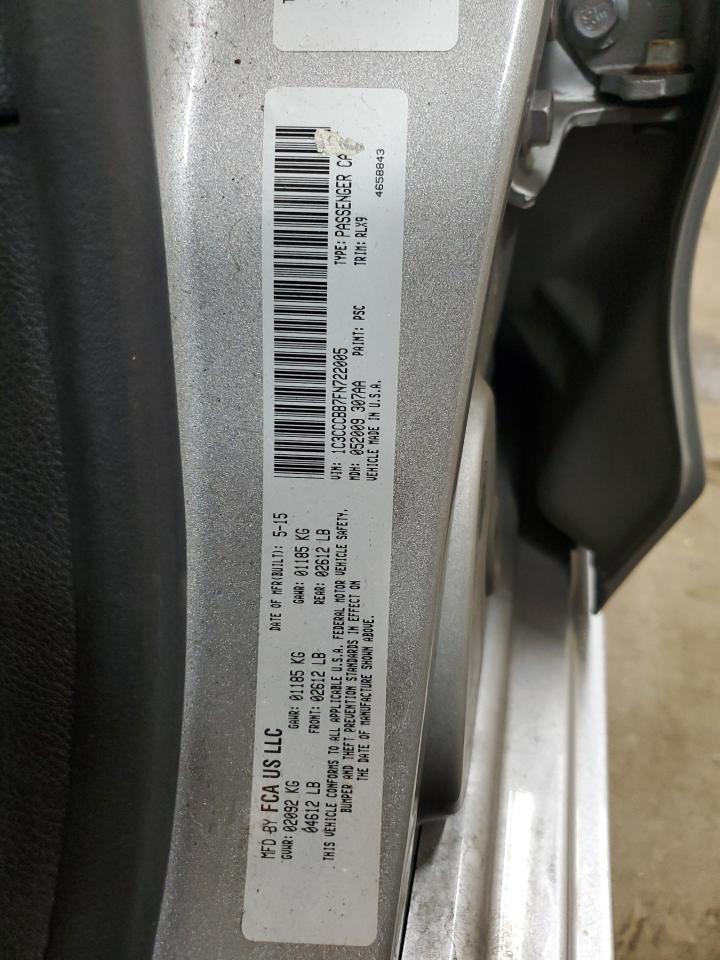 MFD BY FCA US LLC
DATE OF MFR(BUILT): 5-15
GVWR: 02092 KG
04612 LB
GAWR: 01185 KG
FRONT: 02612 LB
GAWR: 01185 KG
REAR: 02612 LB
THIS VEHICLE CONFORMS TO ALL APPLICABLE U.S.A. FEDERAL MOTOR VEHICLE SAFETY,
BUMPER AND THEFT PREVENTION STANDARDS IN EFFECT ON
THE DATE OF MANUFACTURE SHOWN ABOVE.
VIN: 1C3CCCBB7FN722005
TYPE: PASSENGER CA
MDH: 052009 307AA
PAINT: PSC
TRIM: RLX9
VEHICLE MADE IN U.S.A.
4658843